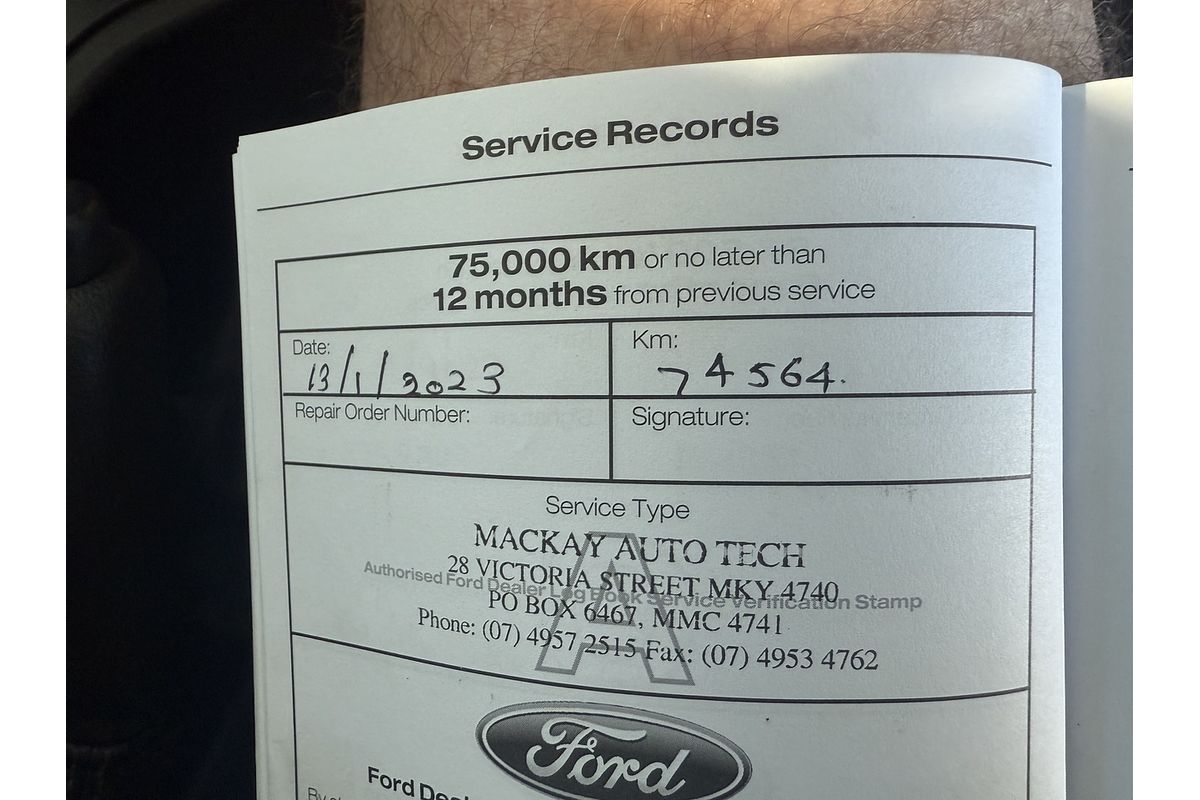 Service Records
75,000 km or no later than
12 months from previous service
Date:
13/1/2023
Km:
74564.
Repair Order Number:
Signature:
Service Type
A
MACKAY AUTO TECH
28 VICTORIA STREET MKY 4740
Authorised Ford Dealer Log Book Service Verification Stamp
PO BOX 6467, MMC 4741
Phone: (07) 4957 2515 Fax: (07) 4953 4762
Ford
Ford